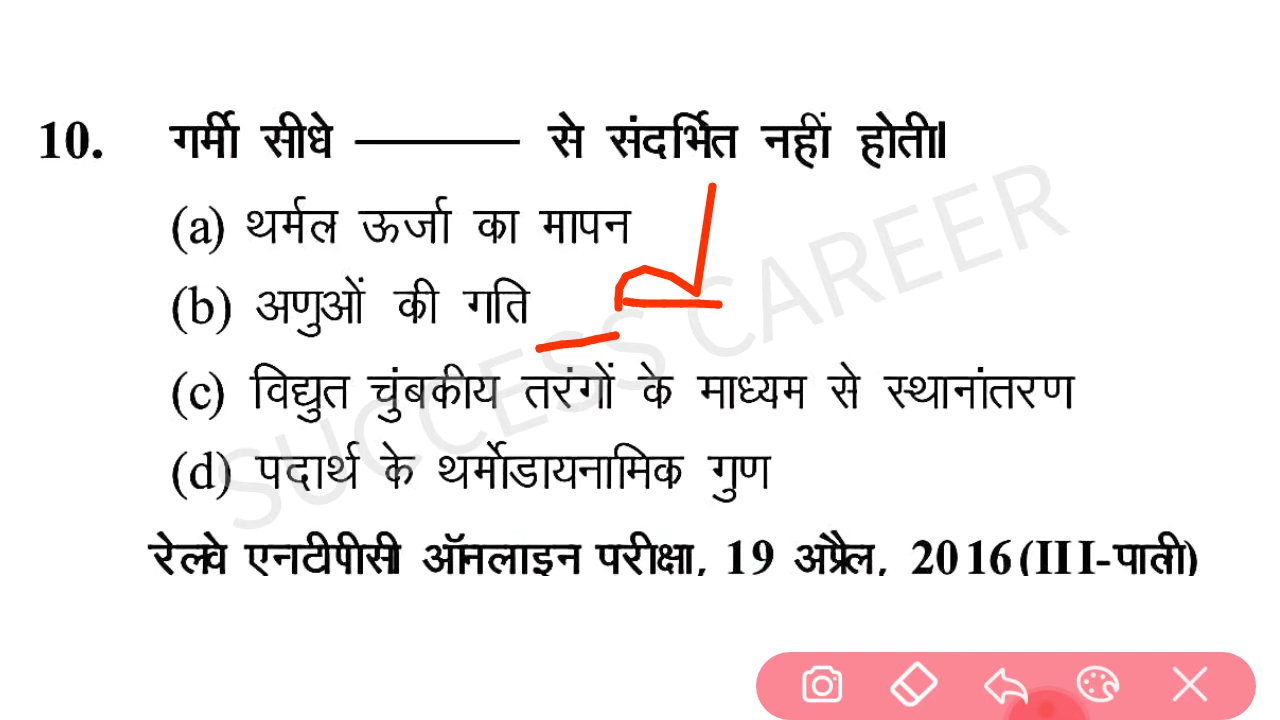 10. गर्मी सीधे ——— से संदर्भित नहीं होती।
(a) थर्मल ऊर्जा का मापन
(b) अणुओं की गति
(c) विद्युत चुंबकीय तरंगों के माध्यम से स्थानांतरण
(d) पदार्थ के थर्मोडायनामिक गुण
रेलवे एनटीपीसी ऑनलाइन परीक्षा, 19 अप्रैल, 2016 (III-पाली)
SUCCESS CAREER